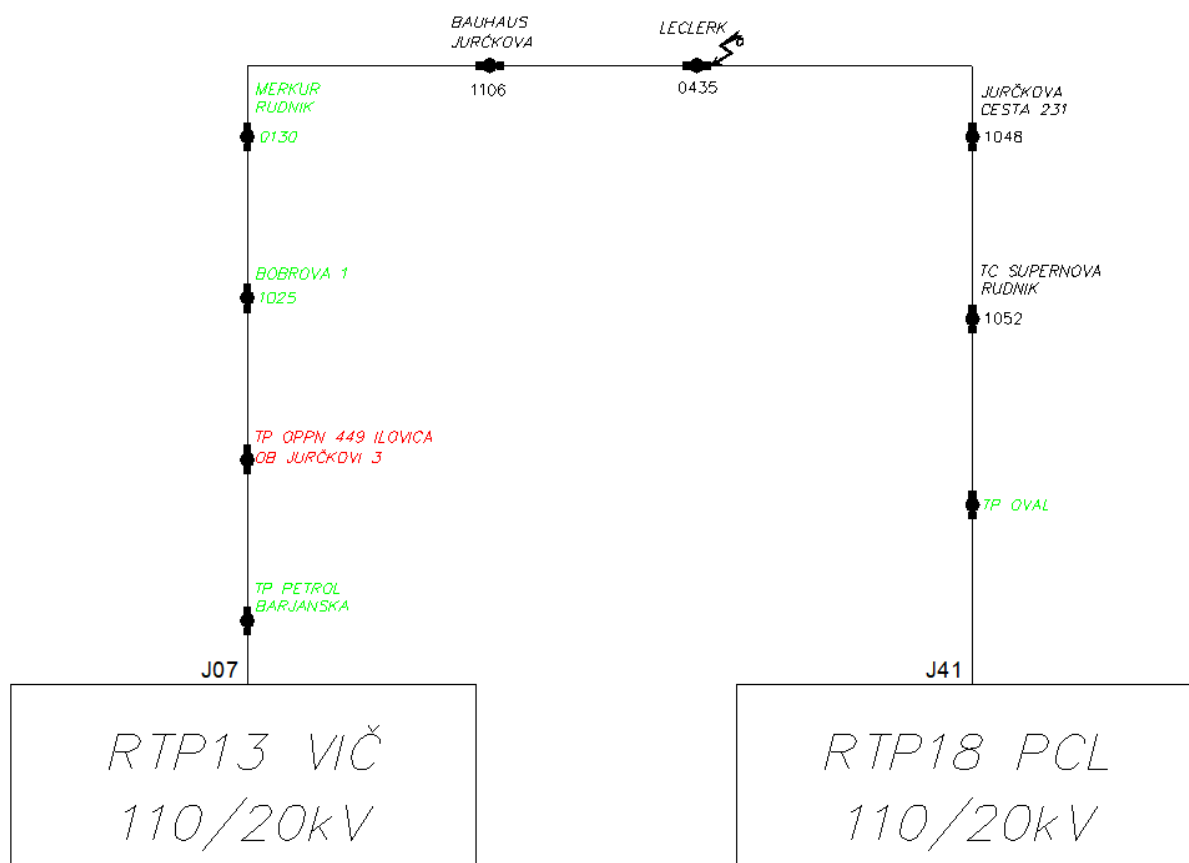 BAUHAUS
JURČKOVA
1106
LECLERK
0435
MERKUR
RUDNIK
0130
JURČKOVA
CESTA 231
1048
BOBROVA 1
1025
TC SUPERNOVA
RUDNIK
1052
TP OPPN 449 ILOVICA
OB JURČKOVI 3
TP OVAL
TP PETROL
BARJANSKA
J07
J41
RTP13 VIČ
110/20kV
RTP18 PCL
110/20kV